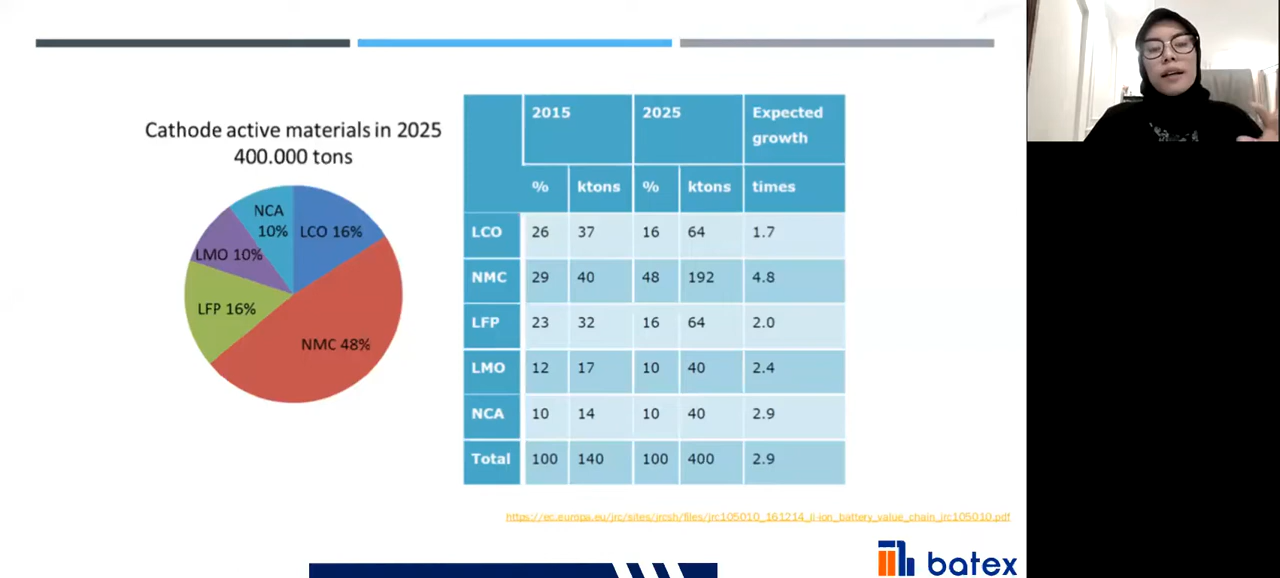 Cathode active materials in 2025
400.000 tons
NCA
10%
LCO 16%
LMO 10%
LFP 16%
NMC 48%
2015 2025 Expected
growth
% ktons % ktons times
LCO 26 37 16 64 1.7
NMC 29 40 48 192 4.8
LFP 23 32 16 64 2.0
LMO 12 17 10 40 2.4
NCA 10 14 10 40 2.9
Total 100 140 100 400 2.9
https://ec.europa.eu/jrc/sites/jrcsh/files/jrc105010_161214_li-ion_battery_value_chain_jrc105010.pdf
batex